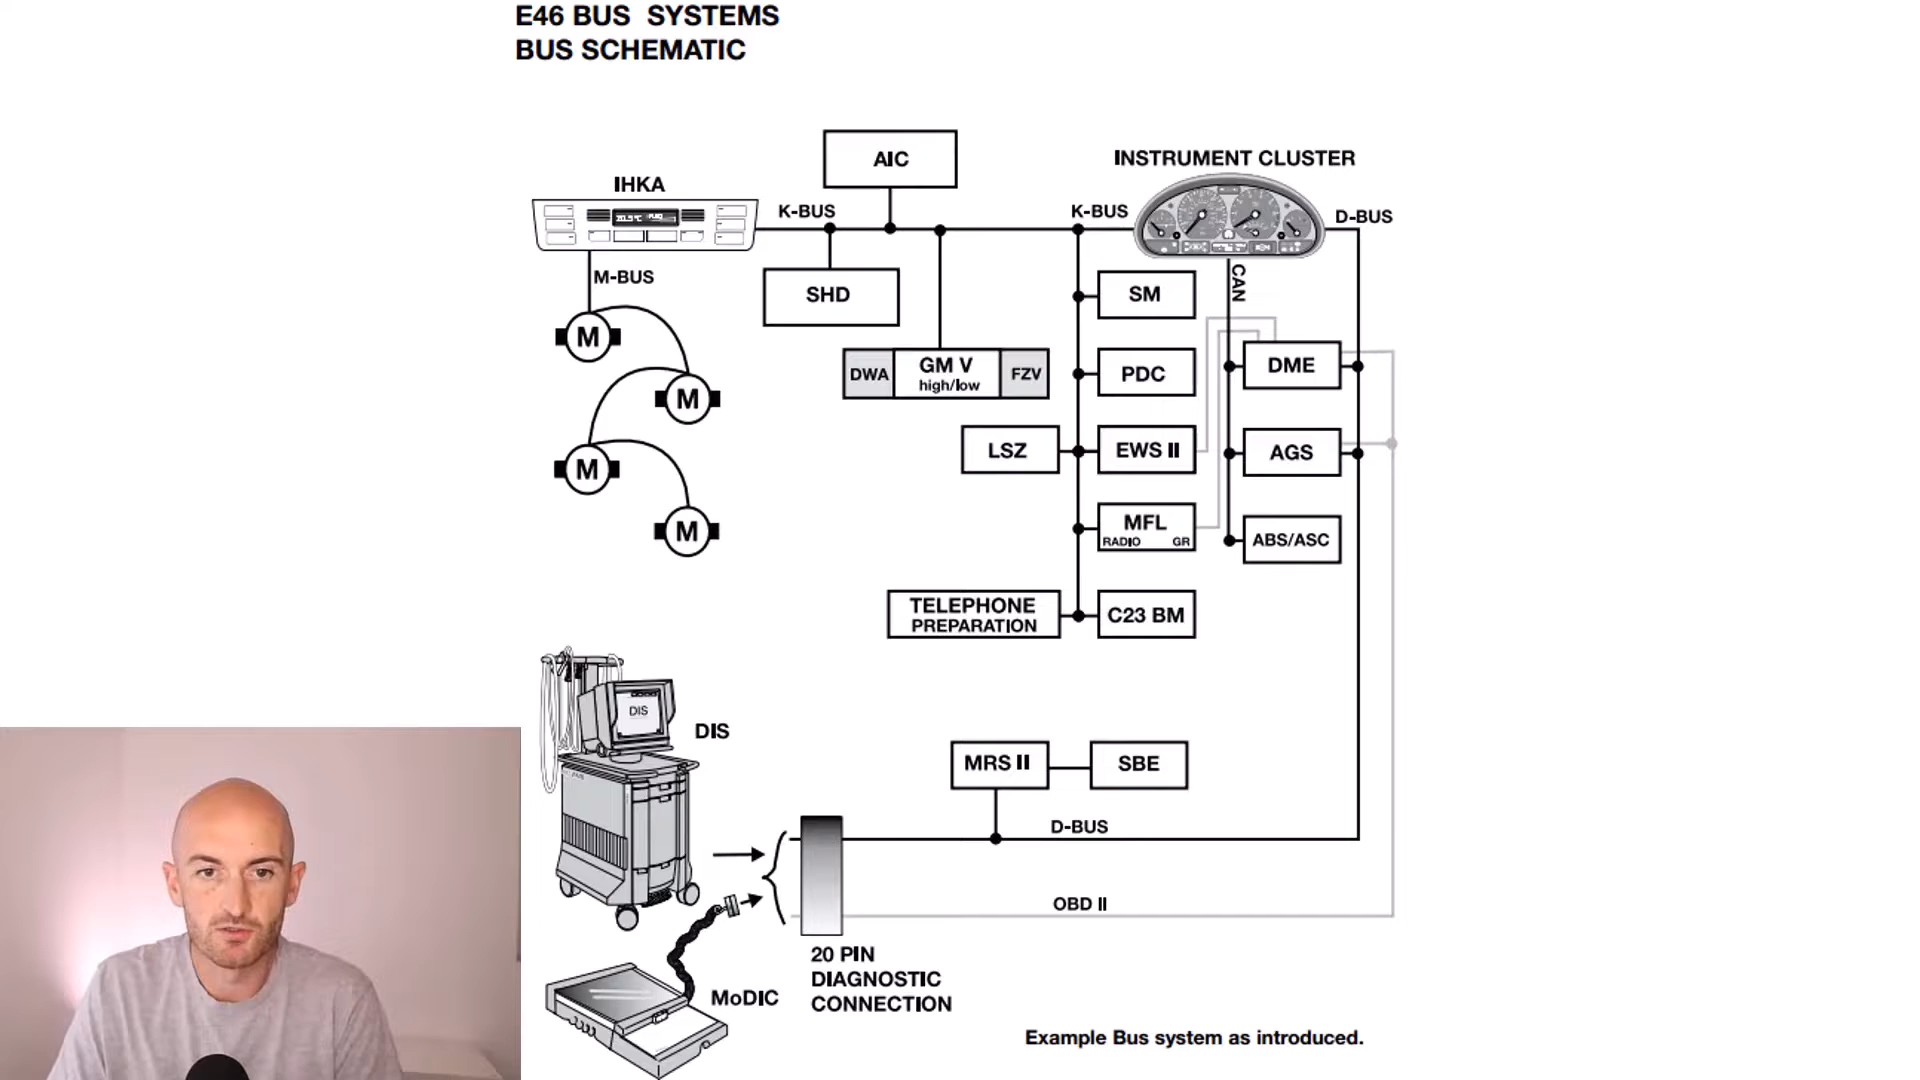 E46 BUS SYSTEMS
BUS SCHEMATIC
AIC
INSTRUMENT CLUSTER
IHKA
K-BUS
K-BUS
D-BUS
M-BUS
CAN
SHD
SM
M
DWA
GM V
high/low
FZV
PDC
DME
M
LSZ
EWS II
AGS
M
MFL
RADIO GR
ABS/ASC
M
TELEPHONE
PREPARATION
C23 BM
DIS
DIS
MRS II
SBE
D-BUS
OBD II
20 PIN
DIAGNOSTIC
CONNECTION
MoDIC
Example Bus system as introduced.